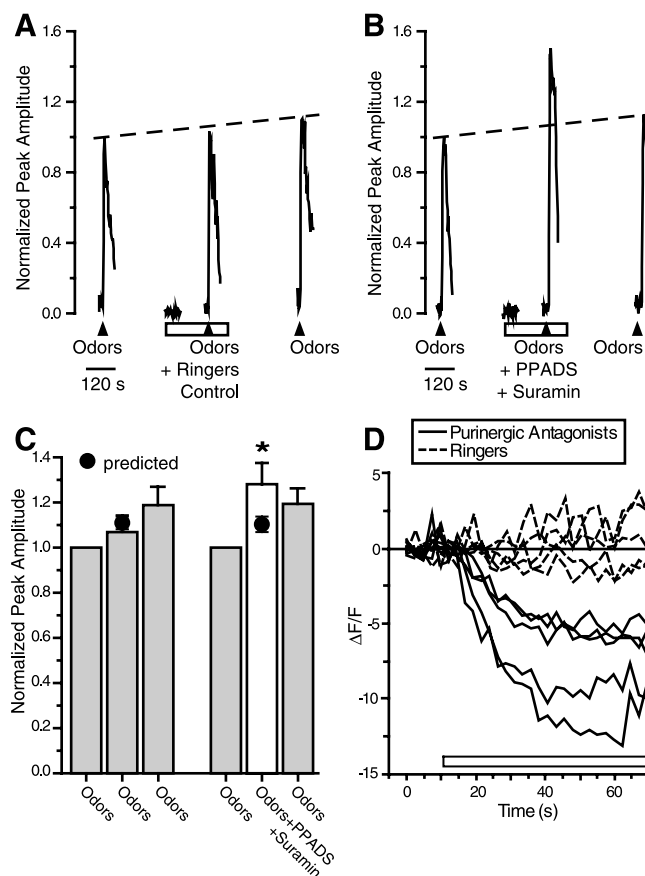 A
Normalized Peak Amplitude
1.6
1.2
0.8
0.4
0.0
Odors
Odors
+ Ringers
Control
Odors
120 s
B
Normalized Peak Amplitude
1.6
1.2
0.8
0.4
0.0
Odors
Odors
+ PPADS
+ Suramin
Odors
120 s
C
Normalized Peak Amplitude
predicted
*
1.4
1.2
1.0
0.8
0.6
0.4
0.2
0.0
Odors
Odors
Odors
Odors
Odors+PPADS
+Suramin
Odors
D
Purinergic Antagonists
Ringers
ΔF/F
5
0
-5
-10
-15
0
20
40
60
Time (s)